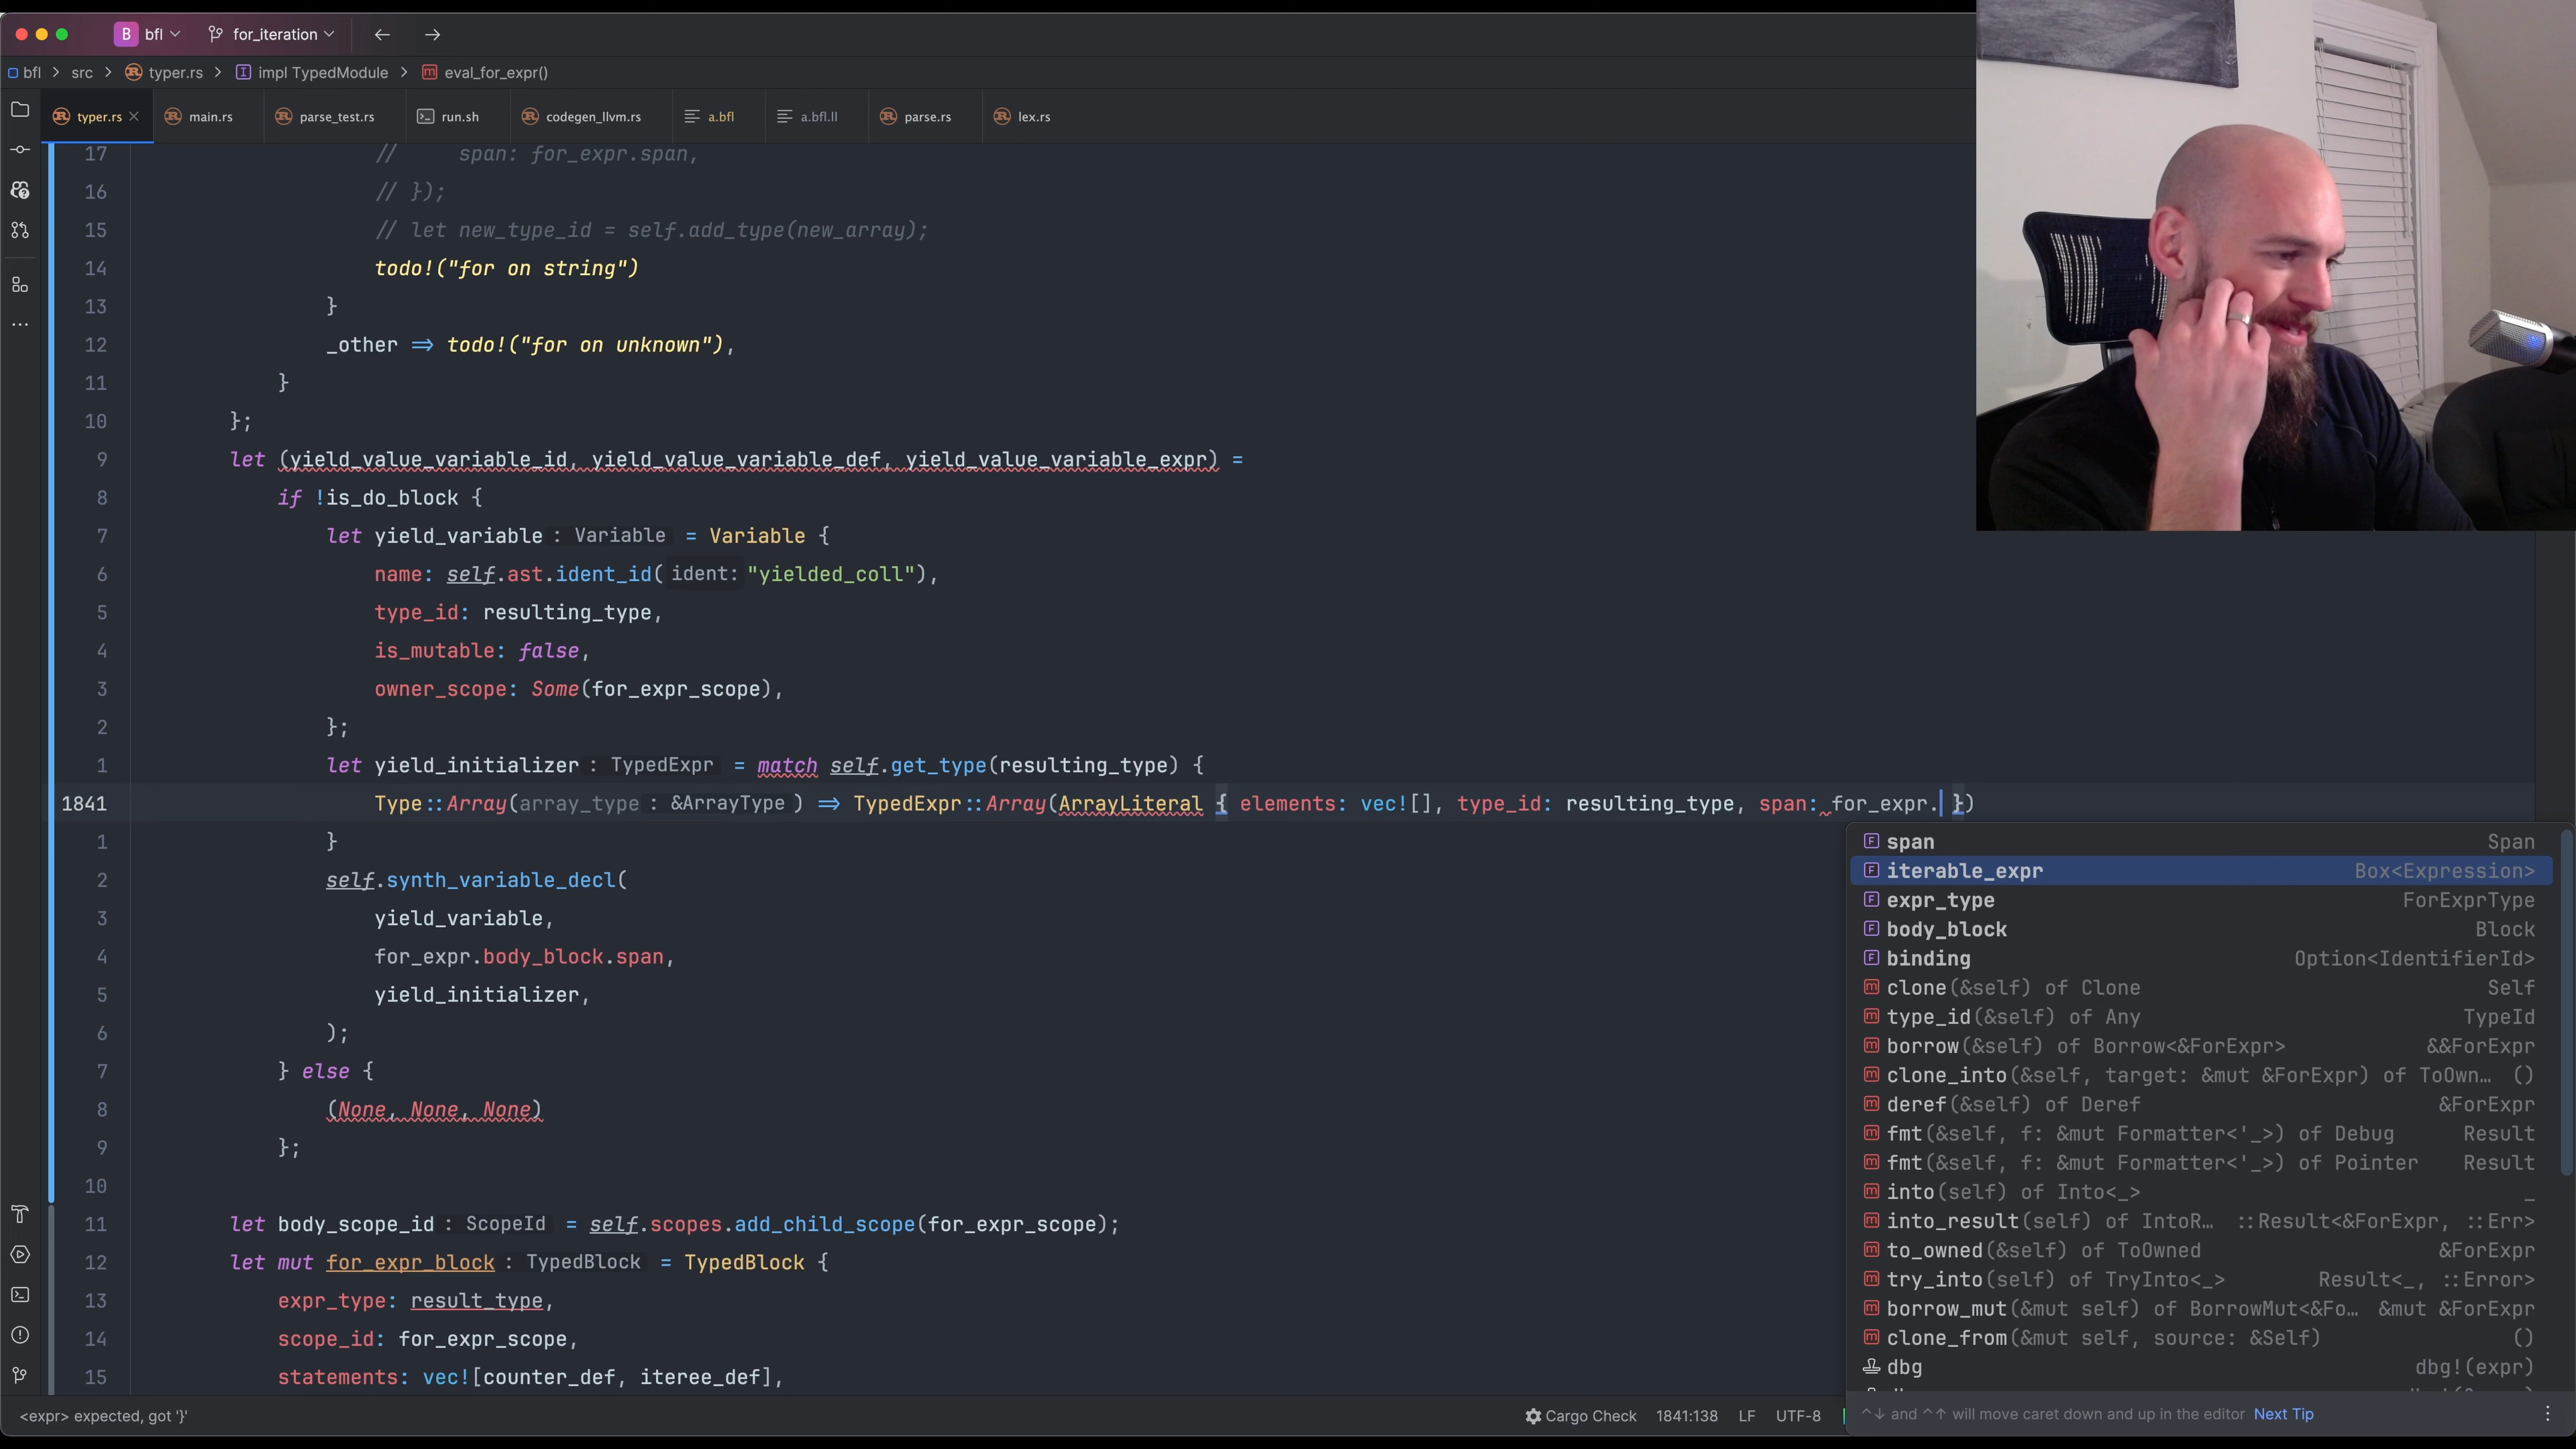 B bfl for_iteration
bfl > src > typer.rs > impl TypedModule > eval_for_expr()
typer.rs main.rs parse_test.rs run.sh codegen_llvm.rs a.bfl a.bfl.ll parse.rs lex.rs
17 // span: for_expr.span,
16 // });
15 // let new_type_id = self.add_type(new_array);
14 todo!("for on string")
13 }
12 _other => todo!("for on unknown"),
11 }
10 };
9 let (yield_value_variable_id, yield_value_variable_def, yield_value_variable_expr) =
8 if !is_do_block {
7 let yield_variable : Variable = Variable {
6 name: self.ast.ident_id( ident: "yielded_coll"),
5 type_id: resulting_type,
4 is_mutable: false,
3 owner_scope: Some(for_expr_scope),
2 };
1 let yield_initializer : TypedExpr = match self.get_type(resulting_type) {
1841 Type::Array(array_type : &ArrayType ) => TypedExpr::Array(ArrayLiteral { elements: vec![], type_id: resulting_type, span: for_expr. })
1 }
2 self.synth_variable_decl(
3 yield_variable,
4 for_expr.body_block.span,
5 yield_initializer,
6 );
7 } else {
8 (None, None, None)
9 };
10
11 let body_scope_id : ScopeId = self.scopes.add_child_scope(for_expr_scope);
12 let mut for_expr_block : TypedBlock = TypedBlock {
13 expr_type: result_type,
14 scope_id: for_expr_scope,
15 statements: vec![counter_def, iteree_def],
span Span
iterable_expr Box<Expression>
expr_type ForExprType
body_block Block
binding Option<IdentifierId>
clone(&self) of Clone Self
type_id(&self) of Any TypeId
borrow(&self) of Borrow<&ForExpr> &&ForExpr
clone_into(&self, target: &mut &ForExpr) of ToOwn… ()
deref(&self) of Deref &ForExpr
fmt(&self, f: &mut Formatter<'_>) of Debug Result
fmt(&self, f: &mut Formatter<'_>) of Pointer Result
into(self) of Into<_> _
into_result(self) of IntoR… ::Result<&ForExpr, ::Err>
to_owned(&self) of ToOwned &ForExpr
try_into(self) of TryInto<_> Result<_, ::Error>
borrow_mut(&mut self) of BorrowMut<&Fo… &mut &ForExpr
clone_from(&mut self, source: &Self) ()
dbg dbg!(expr)
^↓ and ^↑ will move caret down and up in the editor Next Tip
<expr> expected, got '}' Cargo Check 1841:138 LF UTF-8